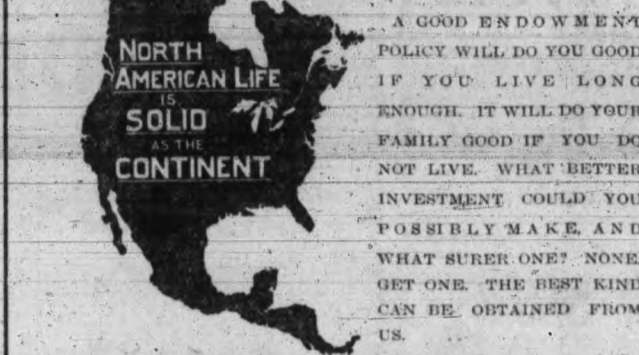 NORTH
AMERICAN LIFE
IS
SOLID
AS THE
CONTINENT
A GOOD ENDOWMENT
POLICY WILL DO YOU GOOD
IF YOU LIVE LONG
ENOUGH. IT WILL DO YOUR
FAMILY GOOD IF YOU DO
NOT LIVE. WHAT BETTER
INVESTMENT COULD YOU
POSSIBLY MAKE, AND
WHAT SURER ONE? NONE.
GET ONE. THE BEST KIND
CAN BE OBTAINED FROM
US.